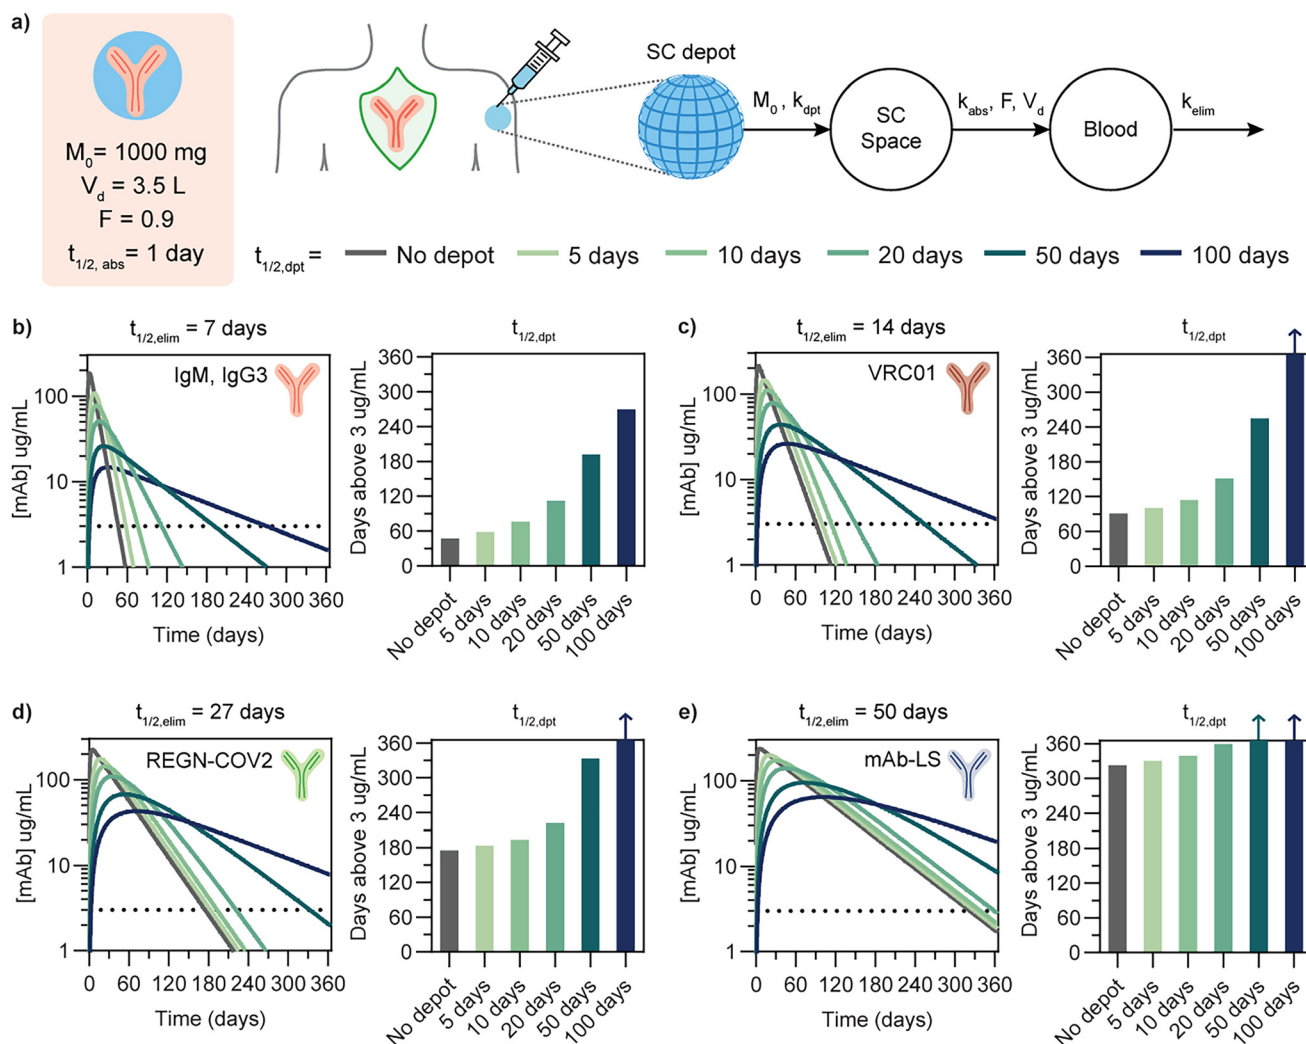 a)
M0 = 1000 mg
Vd = 3.5 L
F = 0.9
t1/2, abs = 1 day
SC depot
M0 , kdpt
SC
Space
kabs, F, Vd
Blood
kelim
t1/2,dpt = No depot 5 days 10 days 20 days 50 days 100 days
b)
t1/2,elim = 7 days
IgM, IgG3
[mAb] ug/mL
100
10
1
0 60 120 180 240 300 360
Time (days)
t1/2,dpt
Days above 3 ug/mL
360
300
240
180
120
60
0
No depot
5 days
10 days
20 days
50 days
100 days
c)
t1/2,elim = 14 days
VRC01
[mAb] ug/mL
100
10
1
0 60 120 180 240 300 360
Time (days)
t1/2,dpt
Days above 3 ug/mL
360
300
240
180
120
60
0
No depot
5 days
10 days
20 days
50 days
100 days
d)
t1/2,elim = 27 days
REGN-COV2
[mAb] ug/mL
100
10
1
0 60 120 180 240 300 360
Time (days)
t1/2,dpt
Days above 3 ug/mL
360
300
240
180
120
60
0
No depot
5 days
10 days
20 days
50 days
100 days
e)
t1/2,elim = 50 days
mAb-LS
[mAb] ug/mL
100
10
1
0 60 120 180 240 300 360
Time (days)
t1/2,dpt
Days above 3 ug/mL
360
300
240
180
120
60
0
No depot
5 days
10 days
20 days
50 days
100 days